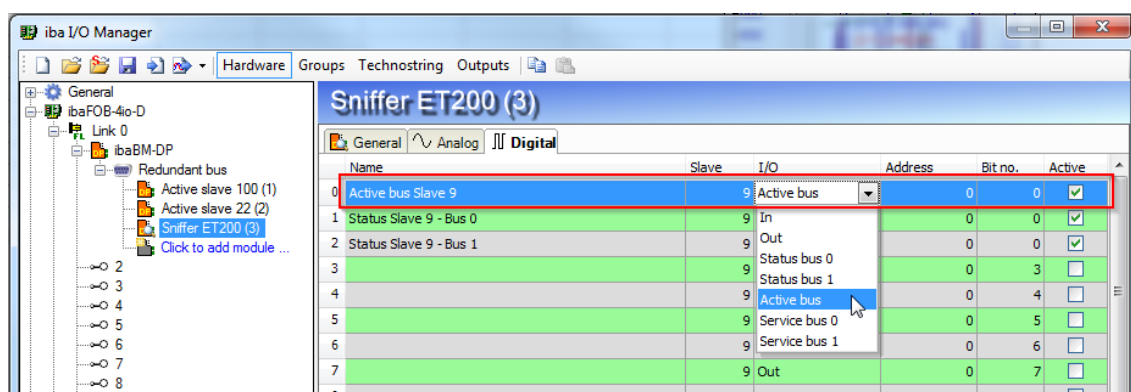 iba I/O Manager
Hardware Groups Technostring Outputs
General
ibaFOB-4io-D
Link 0
ibaBM-DP
Redundant bus
Active slave 100 (1)
Active slave 22 (2)
Sniffer ET200 (3)
Click to add module ...
2
3
4
5
6
7
8
Sniffer ET200 (3)
General Analog Digital
Name Slave I/O Address Bit no. Active
0 Active bus Slave 9 9 Active bus 0 0
1 Status Slave 9 - Bus 0 9 In 0 0
2 Status Slave 9 - Bus 1 9 Out 0 0
Status bus 0
3 9 Status bus 1 0 3
4 9 Active bus 0 4
5 9 Service bus 0 0 5
6 9 Service bus 1 0 6
7 9 Out 0 7